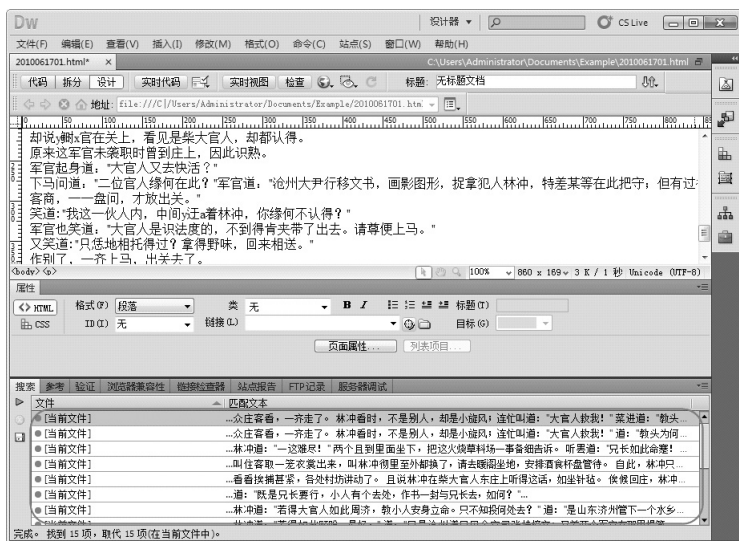 Dw
设计器
CS Live
文件(F) 编辑(E) 查看(V) 插入(I) 修改(M) 格式(O) 命令(C) 站点(S) 窗口(W) 帮助(H)
2010061701.html*
C:\Users\Administrator\Documents\Example\2010061701.html
代码 拆分 设计 实时代码 实时视图 检查 标题: 无标题文档
地址: file:///C|/Users/Administrator/Documents/Example/2010061701.html
0 50 100 150 200 250 300 350 400 450 500 550 600 650 700 750 800
官在关上，看见是柴大官人，却都认得。
原来这军官未袭职时曾到庄上，因此识熟。
军官起身道："大官人又去快活？"
下马问道："二位官人缘何在此？"军官道："沧州大尹行移文书，画影图形，捉拿犯人林冲，特差某等在此把守；但有过
客商，一一盘问，才放出关。"
笑道："我这一伙人内，中间 着林冲，你缘何不认得？"
军官也笑道："大官人是识法度的，不到得肯夹带了出去。请尊便上马。"
又笑道："只恁地相托得过？拿得野味，回来相送。"
作别了，一齐上马，出关去了。
<body> <p>
100% 860 x 169 3 K / 1 秒 Unicode (UTF-8)
属性
<> HTML 格式(F) 段落 类 无 B I 标题(T)
CSS ID(I) 无 链接(L) 目标(G)
页面属性... 列表项目...
搜索 参考 验证 浏览器兼容性 链接检查器 站点报告 FTP记录 服务器调试
文件 匹配文本
[当前文件] ...众庄客看，一齐走了。 林冲看时，不是别人，却是小旋风；连忙叫道："大官人救我！" 菜进道："教头...
[当前文件] ...众庄客看，一齐走了。 林冲看时，不是别人，却是小旋风；连忙叫道："大官人救我！" 道："教头为何...
[当前文件] ...林冲道："一这难尽！" 两个且到里面坐下，把这火烧草料场一事备细告诉。 听罢道："兄长如此命蹇！ ...
[当前文件] ...叫住客取一笼衣裳出来，叫林冲彻里至外都换了，请去暖阁坐地，安排酒食杯盘管待。 自此，林冲只...
[当前文件] ...看看挨捕甚紧，各处村坊讲动了。 且说林冲在柴大官人东庄上听得这话，如坐针毡。 俟候回庄，林冲...
[当前文件] ...道："既是兄长要行，小人有个去处，作书一封与兄长去，如何？"...
[当前文件] ...林冲道："若得大官人如此周济，教小人安身立命。只不知投何处去？" 道："是山东济州管下一个水乡...
完成。 找到 15 项，取代 15 项(在当前文件中)。